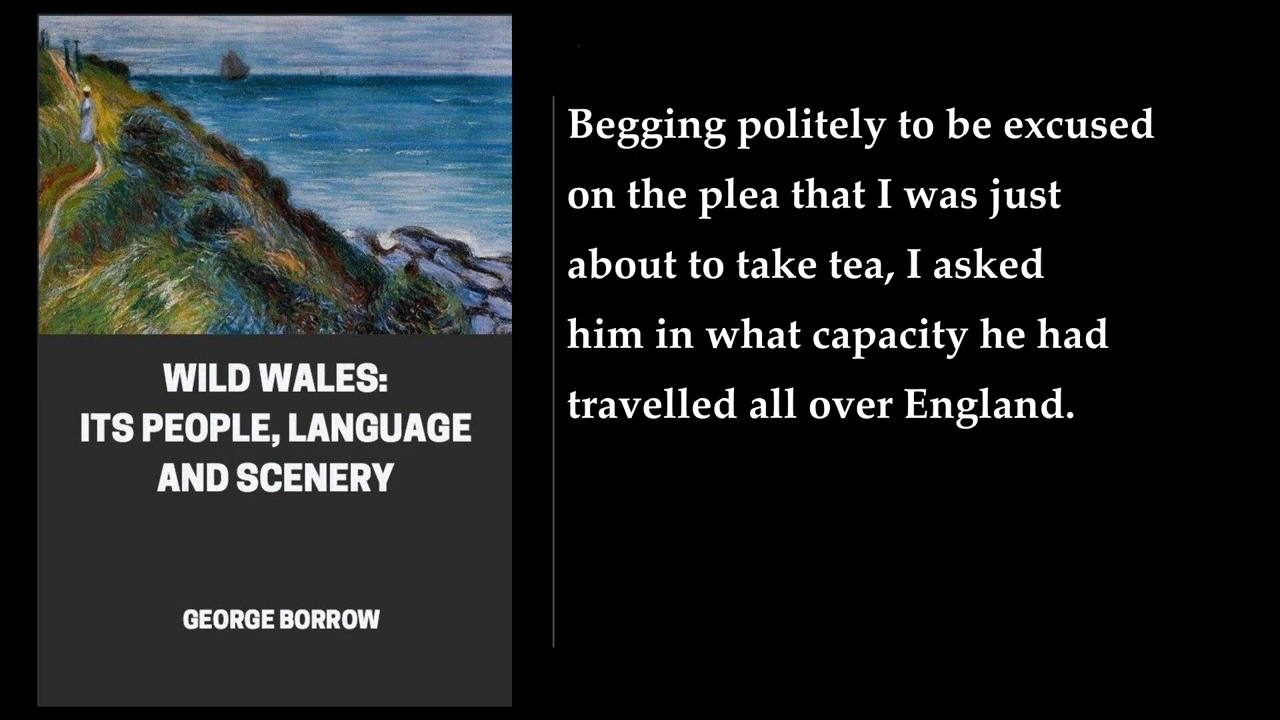 WILD WALES:
ITS PEOPLE, LANGUAGE
AND SCENERY
GEORGE BORROW
Begging politely to be excused
on the plea that I was just
about to take tea, I asked
him in what capacity he had
travelled all over England.